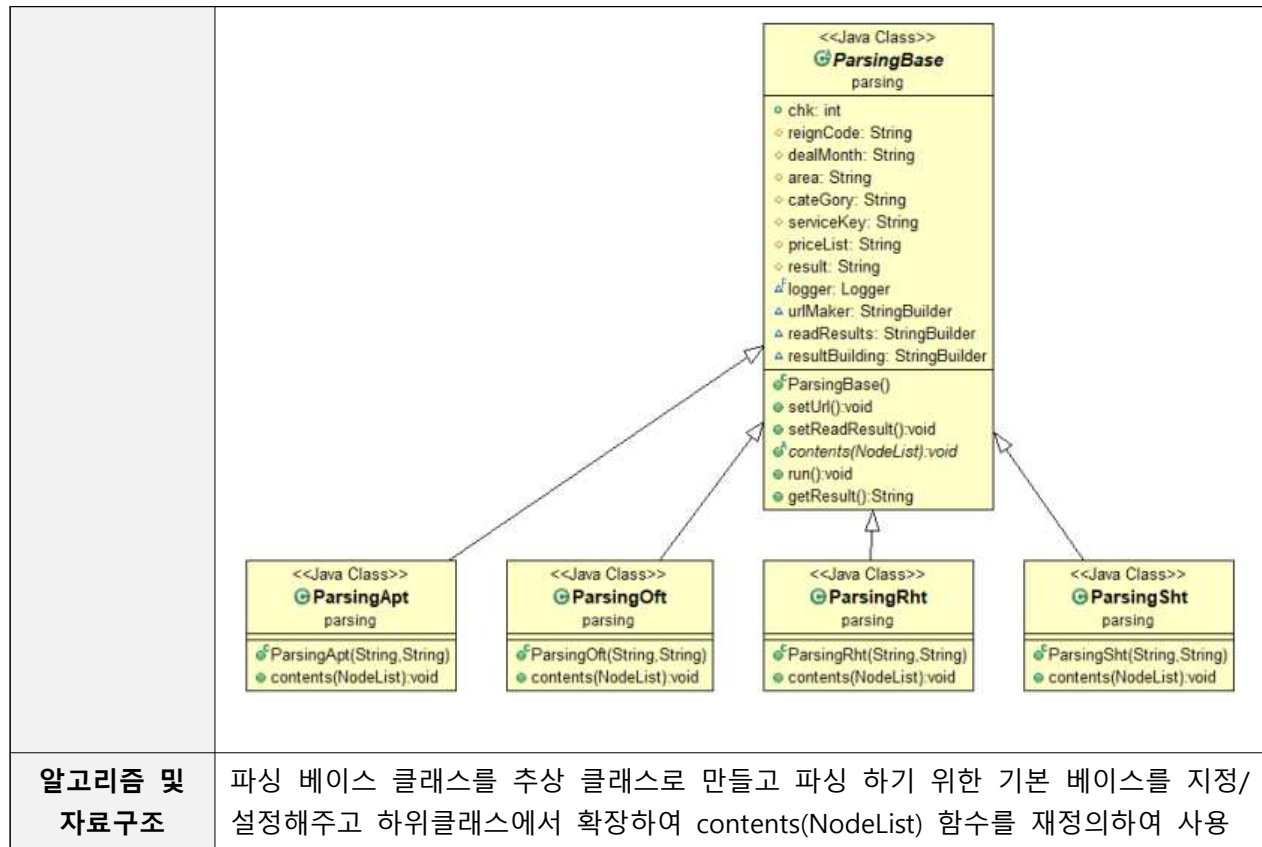 <<Java Class>>
ParsingBase
parsing
chk: int
reignCode: String
dealMonth: String
area: String
cateGory: String
serviceKey: String
priceList: String
result: String
logger: Logger
urlMaker: StringBuilder
readResults: StringBuilder
resultBuilding: StringBuilder
ParsingBase()
setUrl():void
setReadResult():void
contents(NodeList):void
run():void
getResult():String
<<Java Class>>
ParsingApt
parsing
ParsingApt(String,String)
contents(NodeList):void
<<Java Class>>
ParsingOft
parsing
ParsingOft(String,String)
contents(NodeList):void
<<Java Class>>
ParsingRht
parsing
ParsingRht(String,String)
contents(NodeList):void
<<Java Class>>
ParsingSht
parsing
ParsingSht(String,String)
contents(NodeList):void
알고리즘 및
자료구조
파싱 베이스 클래스를 추상 클래스로 만들고 파싱 하기 위한 기본 베이스를 지정/
설정해주고 하위클래스에서 확장하여 contents(NodeList) 함수를 재정의하여 사용